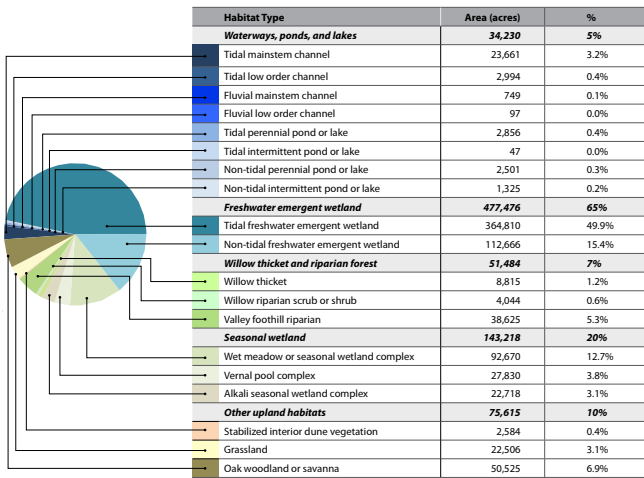 Habitat Type Area (acres) %
Waterways, ponds, and lakes 34,230 5%
Tidal mainstem channel 23,661 3.2%
Tidal low order channel 2,994 0.4%
Fluvial mainstem channel 749 0.1%
Fluvial low order channel 97 0.0%
Tidal perennial pond or lake 2,856 0.4%
Tidal intermittent pond or lake 47 0.0%
Non-tidal perennial pond or lake 2,501 0.3%
Non-tidal intermittent pond or lake 1,325 0.2%
Freshwater emergent wetland 477,476 65%
Tidal freshwater emergent wetland 364,810 49.9%
Non-tidal freshwater emergent wetland 112,666 15.4%
Willow thicket and riparian forest 51,484 7%
Willow thicket 8,815 1.2%
Willow riparian scrub or shrub 4,044 0.6%
Valley foothill riparian 38,625 5.3%
Seasonal wetland 143,218 20%
Wet meadow or seasonal wetland complex 92,670 12.7%
Vernal pool complex 27,830 3.8%
Alkali seasonal wetland complex 22,718 3.1%
Other upland habitats 75,615 10%
Stabilized interior dune vegetation 2,584 0.4%
Grassland 22,506 3.1%
Oak woodland or savanna 50,525 6.9%